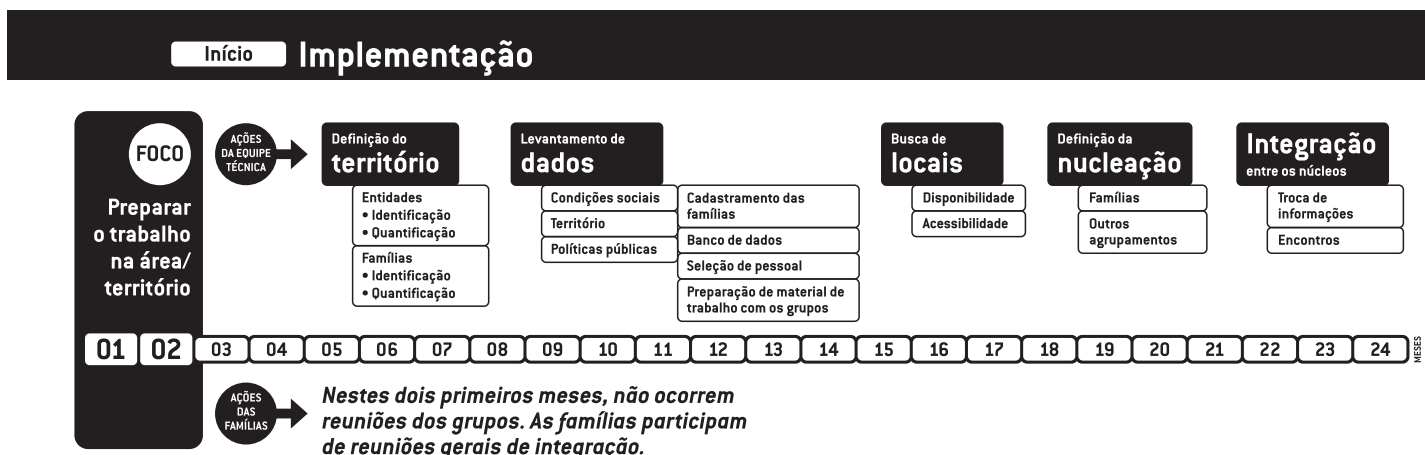 Início Implementação
FOCO
Preparar
o trabalho
na área/
território
AÇÕES
DA EQUIPE
TÉCNICA
Definição do
território
Entidades
• Identificação
• Quantificação
Famílias
• Identificação
• Quantificação
Levantamento de
dados
Condições sociais
Território
Políticas públicas
Cadastramento das
famílias
Banco de dados
Seleção de pessoal
Preparação de material de
trabalho com os grupos
Busca de
locais
Disponibilidade
Acessibilidade
Definição da
nucleação
Famílias
Outros
agrupamentos
Integração
entre os núcleos
Troca de
informações
Encontros
01 02 03 04 05 06 07 08 09 10 11 12 13 14 15 16 17 18 19 20 21 22 23 24 MESES
AÇÕES
DAS
FAMÍLIAS
Nestes dois primeiros meses, não ocorrem
reuniões dos grupos. As famílias participam
de reuniões gerais de integração.